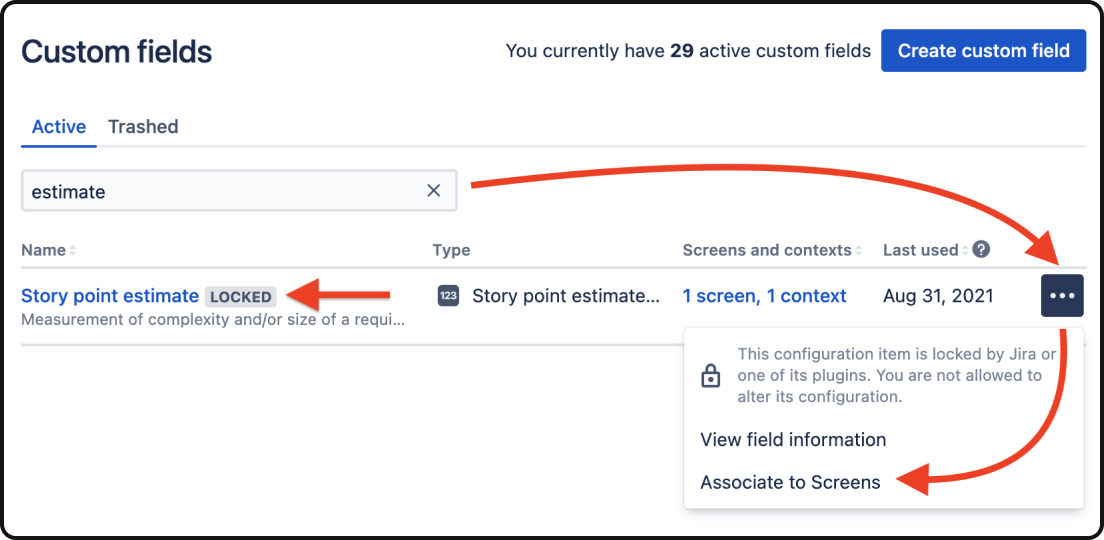 Custom fields
You currently have 29 active custom fields
Create custom field
Active
Trashed
estimate
Name
Type
Screens and contexts
Last used
?
Story point estimate
LOCKED
123
Story point estimate...
1 screen, 1 context
Aug 31, 2021
Measurement of complexity and/or size of a requi...
This configuration item is locked by Jira or
one of its plugins. You are not allowed to
alter its configuration.
View field information
Associate to Screens